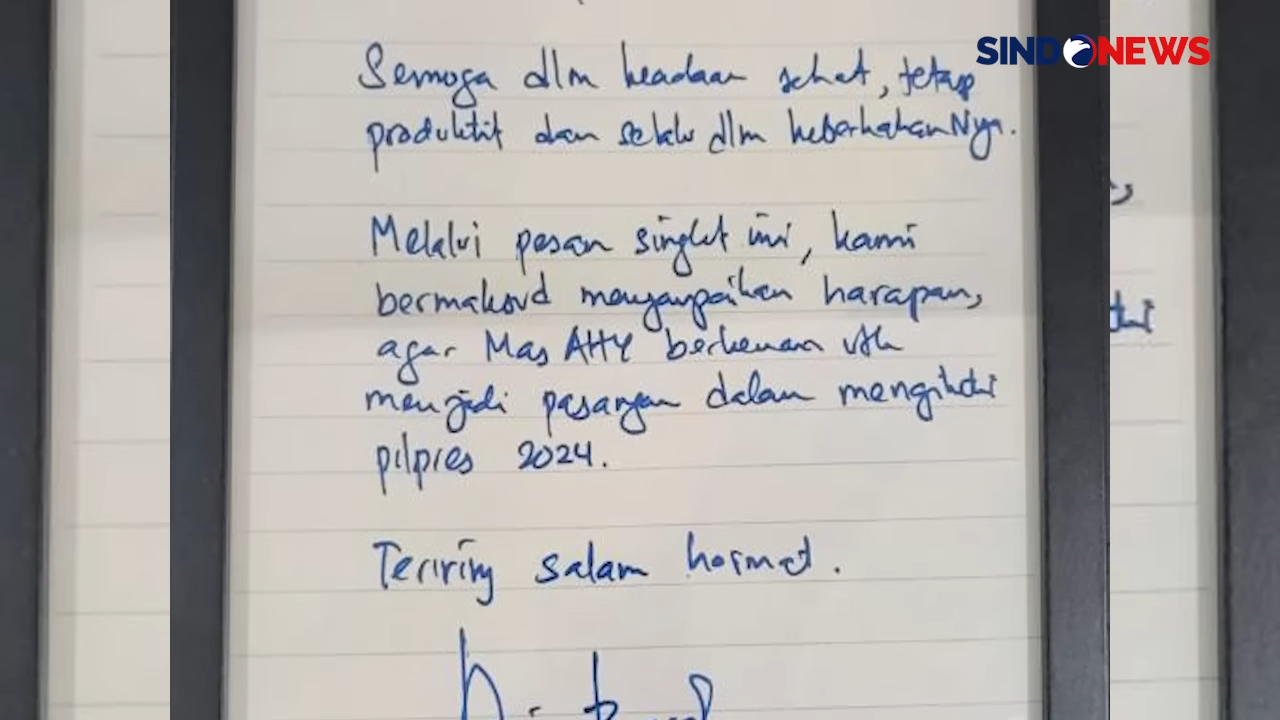 SINDONEWS
Semoga dlm keadaan sehat, tetap
produktif dan selalu dlm keberkahanNya.
Melalui pesan singkat ini, kami
bermaksud menyampaikan harapan,
agar Mas AHY berkenan utk
menjadi pasangan dalam mengikuti
pilpres 2024.
Teriring salam hormat.